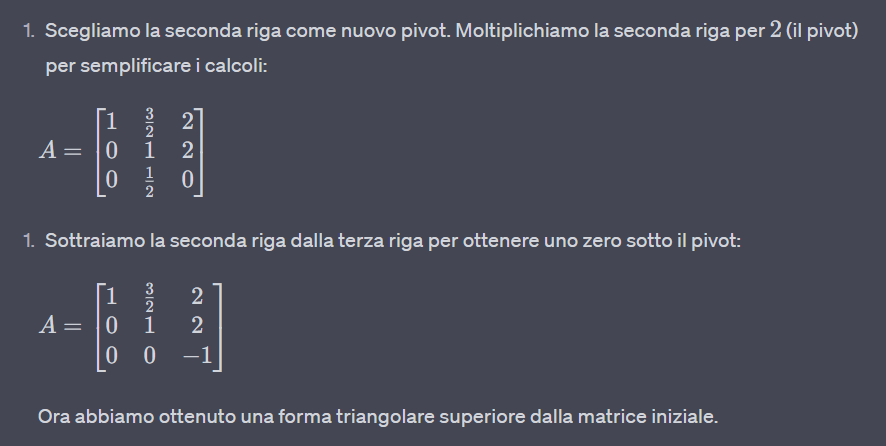 1. Scegliamo la seconda riga come nuovo pivot. Moltiplichiamo la seconda riga per 2 (il pivot)
per semplificare i calcoli:
1 3/2 2
A = 0 1 2
0 1/2 0
1. Sottraiamo la seconda riga dalla terza riga per ottenere uno zero sotto il pivot:
1 3/2 2
A = 0 1 2
0 0 −1
Ora abbiamo ottenuto una forma triangolare superiore dalla matrice iniziale.